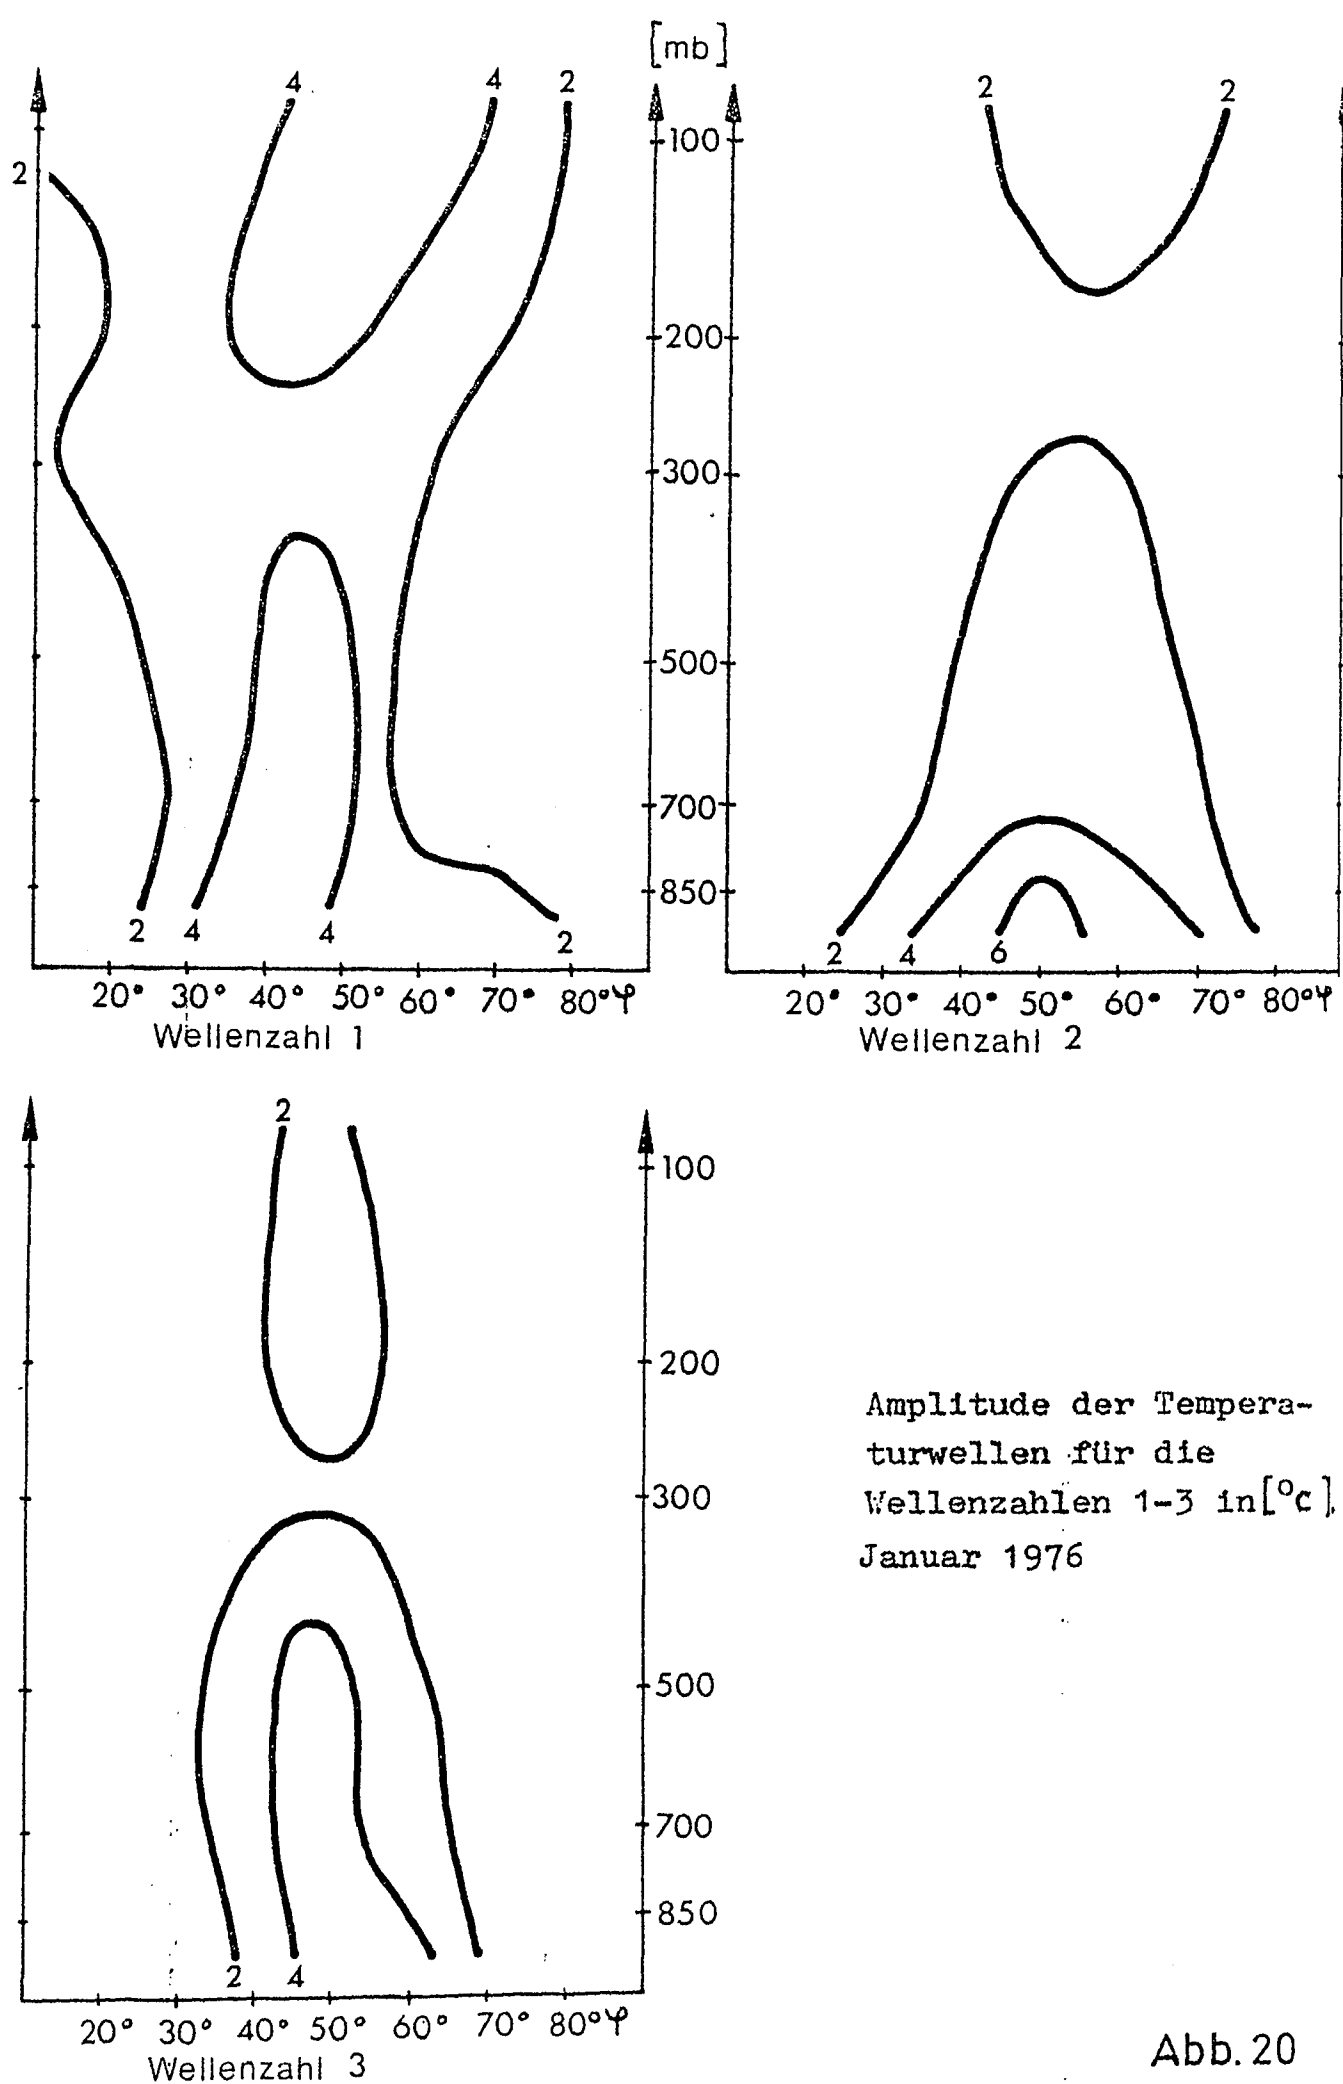 [mb]
4 4 2
2
2 4 4 2
20° 30° 40° 50° 60° 70° 80°φ
Wellenzahl 1
100
200
300
500
700
850
2 2
2 4 6
20° 30° 40° 50° 60° 70° 80°φ
Wellenzahl 2
2
100
200
300
500
700
850
2 4
20° 30° 40° 50° 60° 70° 80°φ
Wellenzahl 3
Amplitude der Tempera-
turwellen für die
Wellenzahlen 1-3 in[°C].
Januar 1976
Abb. 20